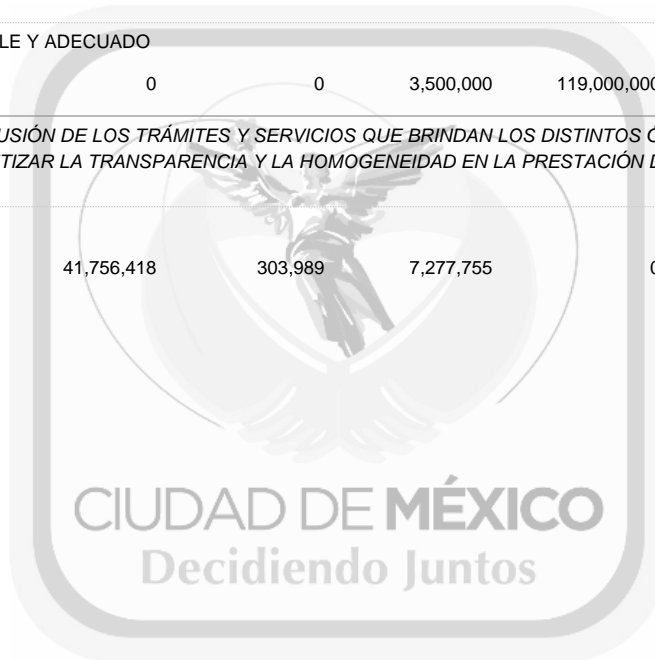 LE Y ADECUADO
0 0 3,500,000 119,000,000
USIÓN DE LOS TRÁMITES Y SERVICIOS QUE BRINDAN LOS DISTINTOS Ó
TIZAR LA TRANSPARENCIA Y LA HOMOGENEIDAD EN LA PRESTACIÓN D
41,756,418 303,989 7,277,755 0
CIUDAD DE MÉXICO
Decidiendo Juntos